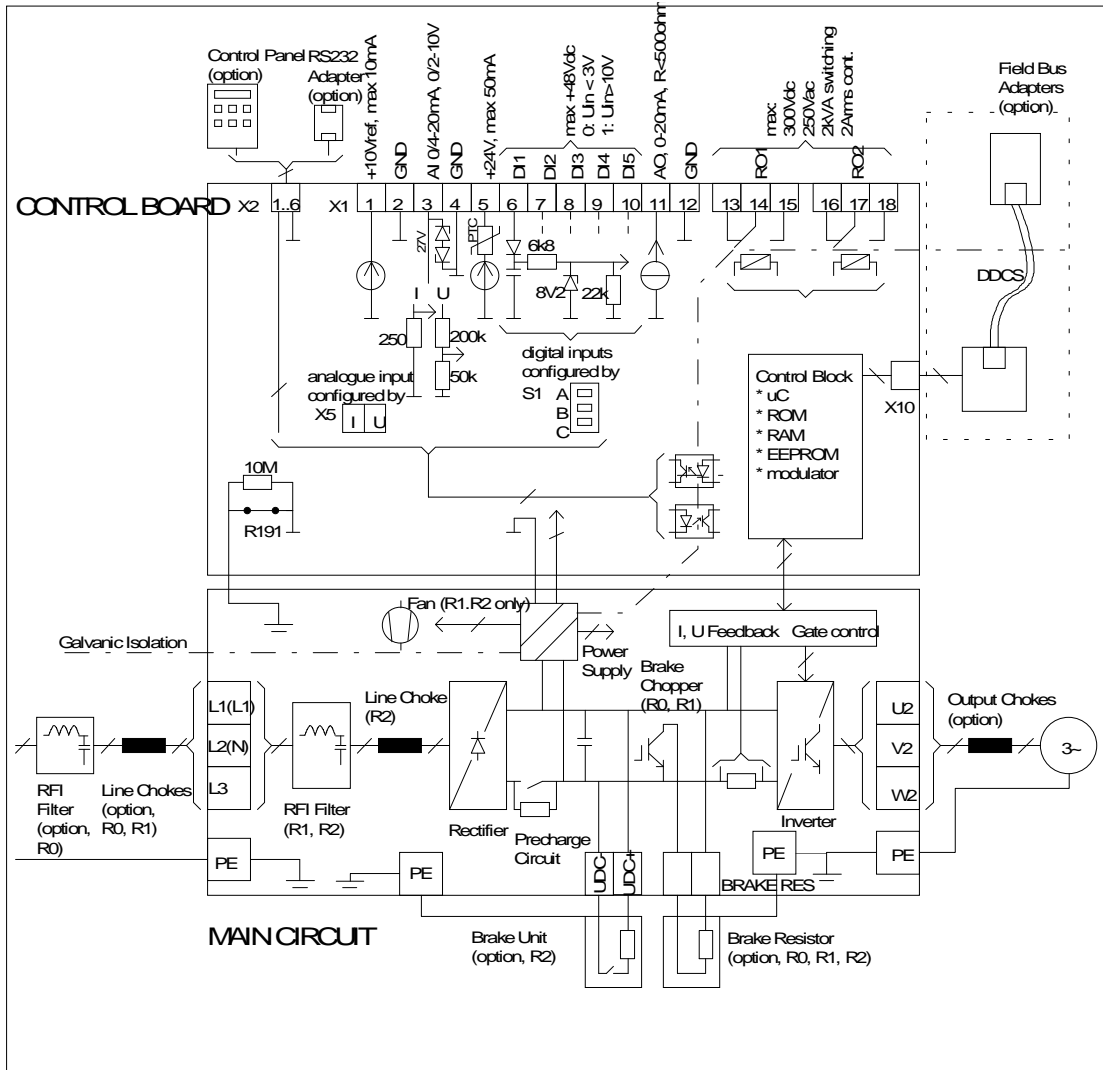 Control Panel
(option)
RS232
Adapter
(option)
+10Vref, max 10mA
GND
AI 0/4-20mA, 0/2-10V
GND
+24V, max 50mA
DI1
DI2
DI3
DI4
DI5
max +48Vdc
0: Uin < 3V
1: Uin>10V
AO, 0-20mA, R<500ohm
GND
RO1
RO2
max:
300Vdc
250Vac
2kVA switching
2Arms cont.
Field Bus
Adapters
(option)
CONTROL BOARD
X2
1..6
X1
1
2
3
4
5
6
7
8
9
10
11
12
13
14
15
16
17
18
27V
PTC
6k8
8V2
22k
I U
250
200k
50k
DDCS
analogue input
configured by
X5
I U
digital inputs
configured by
S1
A
B
C
Control Block
* uC
* ROM
* RAM
* EEPROM
* modulator
X10
10M
R191
Fan (R1.R2 only)
Galvanic Isolation
Power
Supply
I, U Feedback
Gate control
Brake
Chopper
(R0, R1)
Line Choke
(R2)
Output Chokes
(option)
L1(L1)
L2(N)
L3
U2
V2
W2
3~
RFI
Filter
(option,
R0)
Line Chokes
(option,
R0, R1)
RFI Filter
(R1, R2)
Rectifier
Precharge
Circuit
Inverter
PE
PE
UDC-
UDC+
BRAKE RES
PE
PE
MAIN CIRCUIT
Brake Unit
(option, R2)
Brake Resistor
(option, R0, R1, R2)